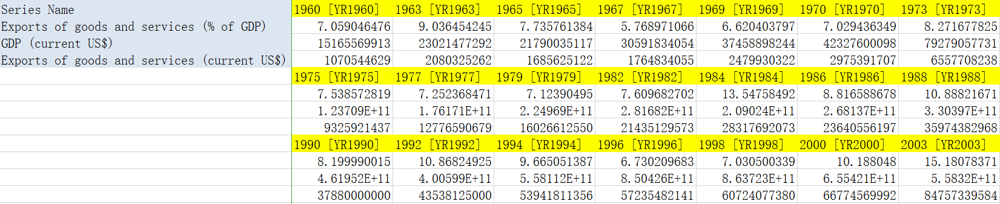 Series Name 1960 [YR1960] 1963 [YR1963] 1965 [YR1965] 1967 [YR1967] 1969 [YR1969] 1970 [YR1970] 1973 [YR1973]
Exports of goods and services (% of GDP) 7.059046476 9.036454245 7.735761384 5.768971066 6.620403797 7.029436349 8.271677825
GDP (current US$) 15165569913 23021477292 21790035117 30591834054 37458898244 42327600098 79279057731
Exports of goods and services (current US$) 1070544629 2080325262 1685625122 1764834055 2479930322 2975391707 6557708238
1975 [YR1975] 1977 [YR1977] 1979 [YR1979] 1982 [YR1982] 1984 [YR1984] 1986 [YR1986] 1988 [YR1988]
7.538572819 7.252368471 7.12390495 7.609682702 13.54758492 8.816588678 10.88821671
1.23709E+11 1.76171E+11 2.24969E+11 2.81682E+11 2.09024E+11 2.68137E+11 3.30397E+11
9325921437 12776590679 16026612550 21435129573 28317692073 23640556197 35974382968
1990 [YR1990] 1992 [YR1992] 1994 [YR1994] 1996 [YR1996] 1998 [YR1998] 2000 [YR2000] 2003 [YR2003]
8.199990015 10.86824925 9.665051387 6.730209683 7.030500339 10.188048 15.18078371
4.61952E+11 4.00599E+11 5.58112E+11 8.50426E+11 8.63723E+11 6.55421E+11 5.5832E+11
37880000000 43538125000 53941811356 57235482141 60724077380 66774569992 84757339584